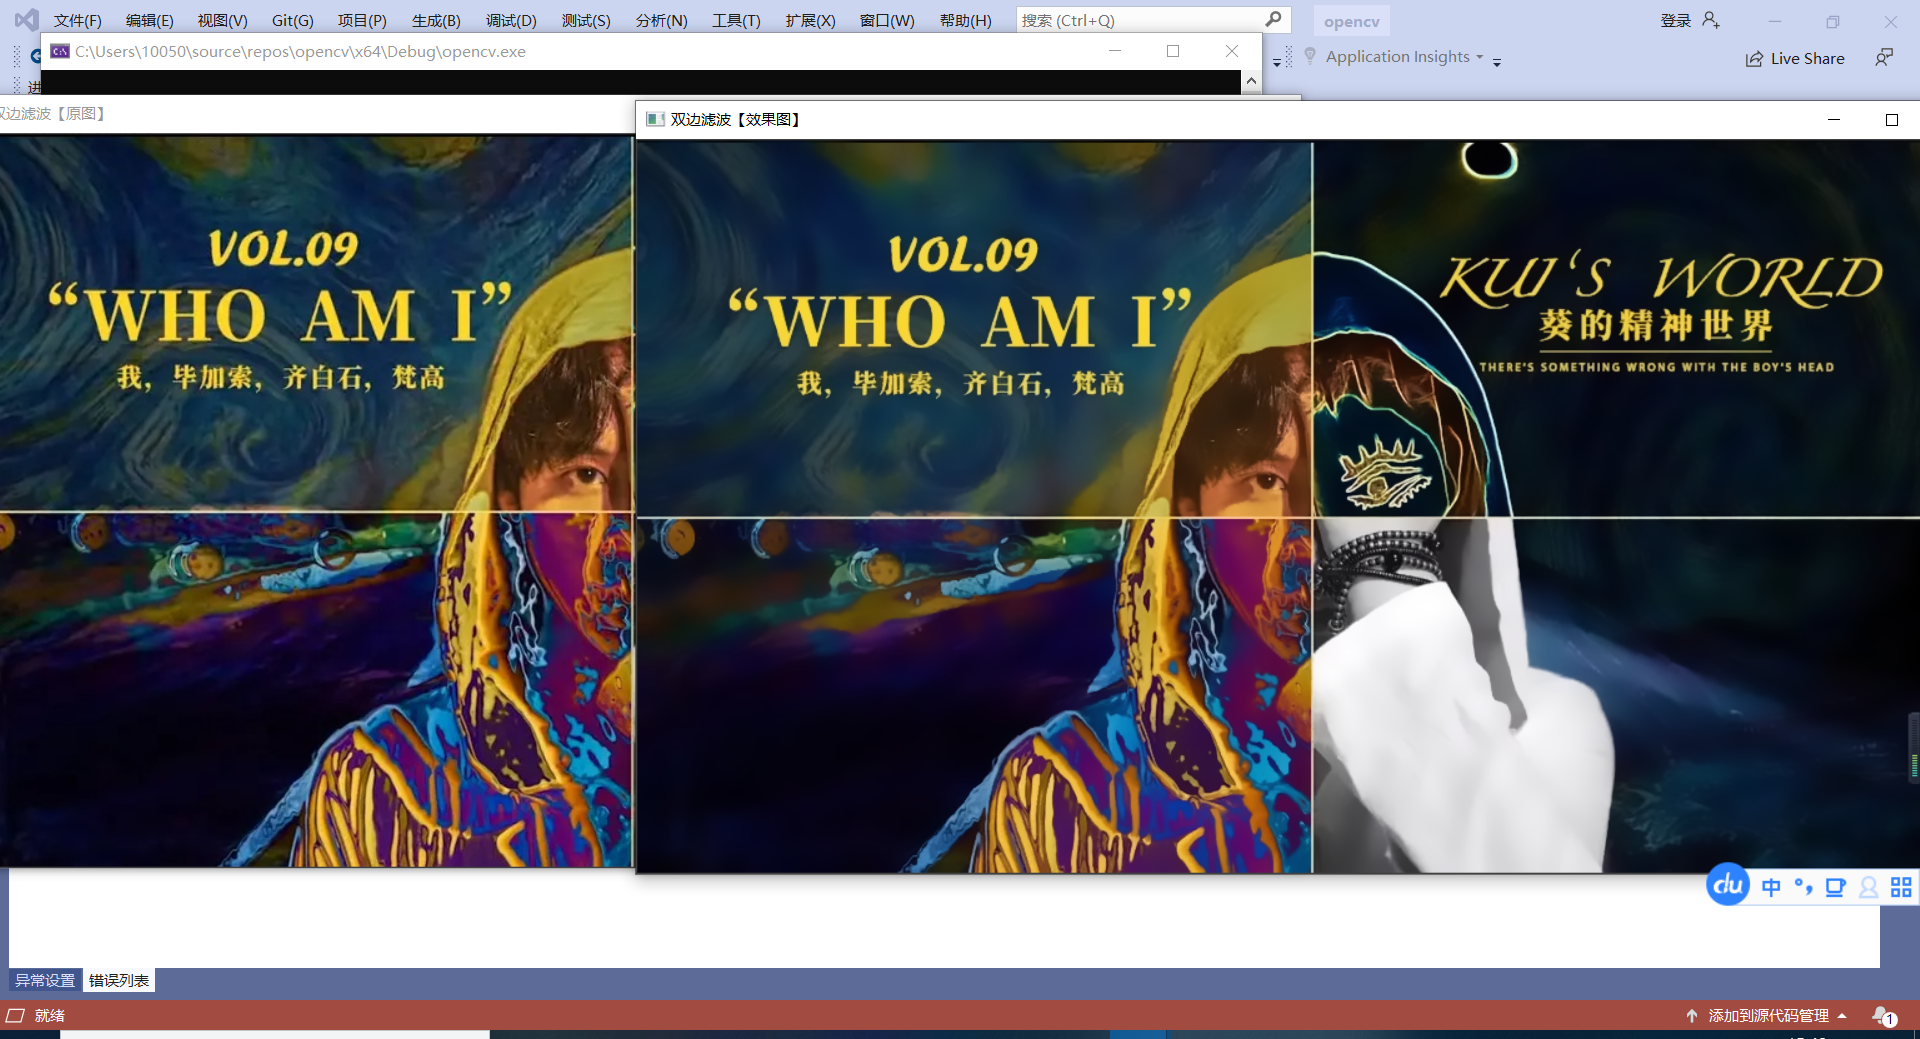 文件(F) 编辑(E) 视图(V) Git(G) 项目(P) 生成(B) 调试(D) 测试(S) 分析(N) 工具(T) 扩展(X) 窗口(W) 帮助(H) 搜索 (Ctrl+Q) opencv 登录
C:\Users\10050\source\repos\opencv\x64\Debug\opencv.exe
Application Insights Live Share
双边滤波【原图】
双边滤波【效果图】
VOL.09
“WHO AM I”
我，毕加索，齐白石，梵高
VOL.09
“WHO AM I”
我，毕加索，齐白石，梵高
KUI‘S WORLD
葵的精神世界
THERE'S SOMETHING WRONG WITH THE BOY'S HEAD
du 中
异常设置 错误列表
就绪 添加到源代码管理 1